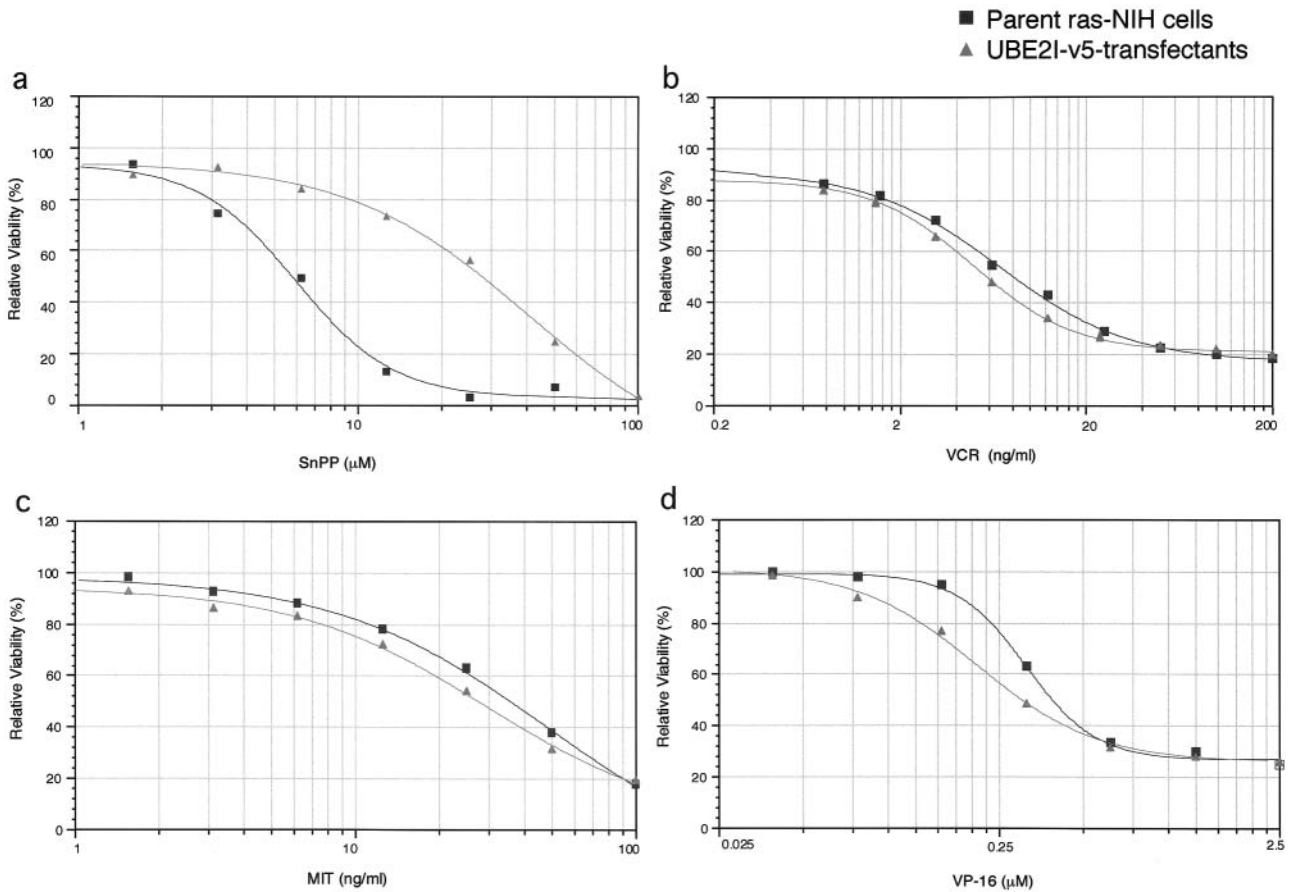 Parent ras-NIH cells
UBE2I-v5-transfectants
a
120
100
80
60
40
20
0
Relative Viability (%)
1
10
100
SnPP (μM)
b
120
100
80
60
40
20
0
Relative Viability (%)
0.2
2
20
200
VCR (ng/ml)
c
120
100
80
60
40
20
0
Relative Viability (%)
1
10
100
MIT (ng/ml)
d
120
100
80
60
40
20
0
Relative Viability (%)
0.025
0.25
2.5
VP-16 (μM)